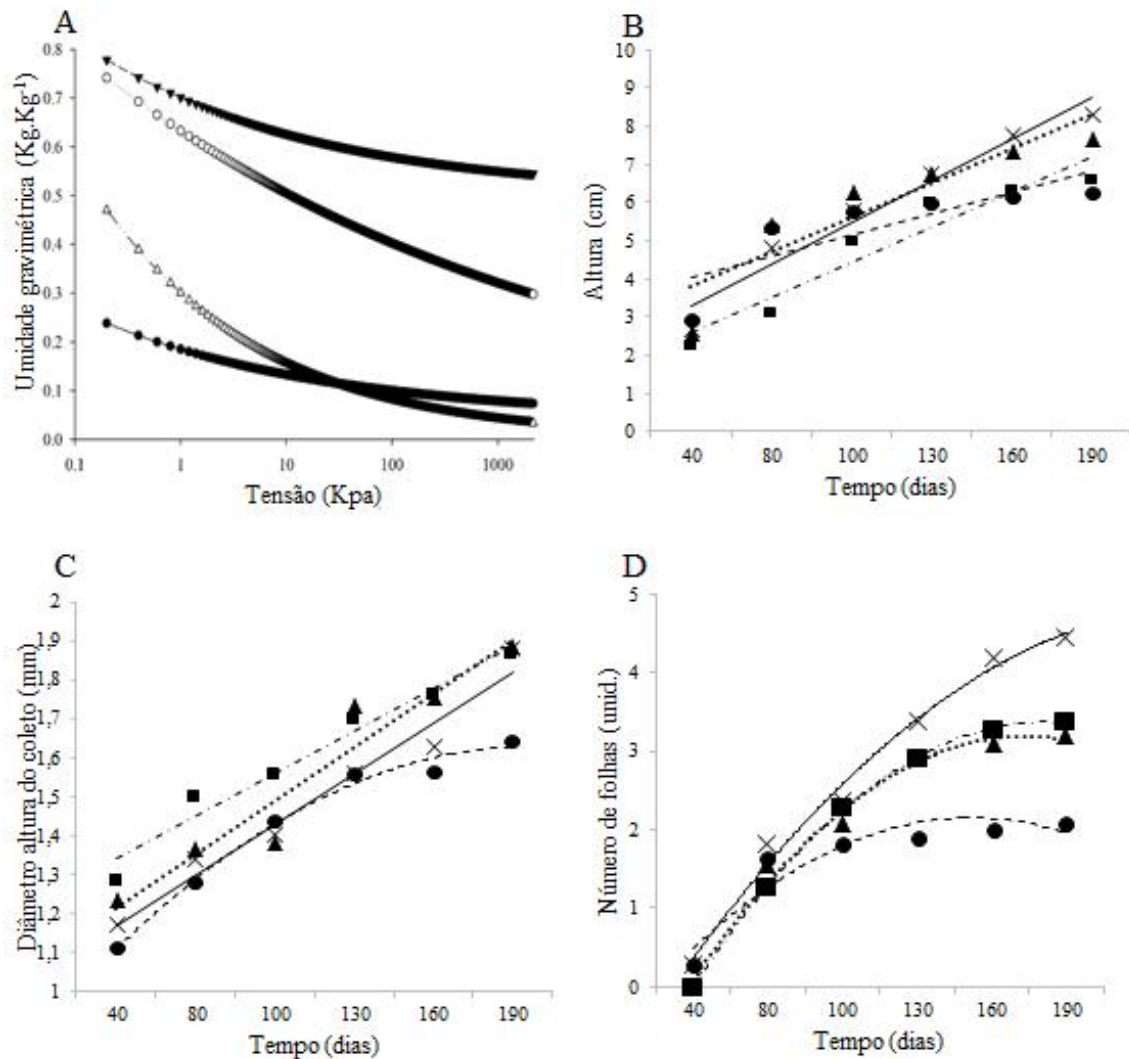 A
Umidade gravimétrica (Kg.Kg⁻¹)
0.8
0.7
0.6
0.5
0.4
0.3
0.2
0.1
0.0
0.1 1 10 100 1000
Tensão (Kpa)
B
Altura (cm)
10
9
8
7
6
5
4
3
2
1
0
40 80 100 130 160 190
Tempo (dias)
C
Diâmetro altura do coleto (mm)
2
1,9
1,8
1,7
1,6
1,5
1,4
1,3
1,2
1,1
1
40 80 100 130 160 190
Tempo (dias)
D
Número de folhas (unid.)
5
4
3
2
1
0
40 80 100 130 160 190
Tempo (dias)